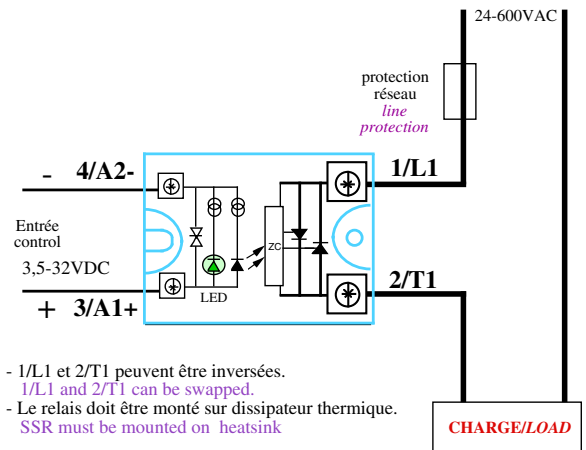 24-600VAC
protection
réseau
line
protection
- 4/A2-
1/L1
Entrée
control
3,5-32VDC
ZC
LED
+ 3/A1+
2/T1
- 1/L1 et 2/T1 peuvent être inversées.
1/L1 and 2/T1 can be swapped.
- Le relais doit être monté sur dissipateur thermique.
SSR must be mounted on heatsink
CHARGE/LOAD